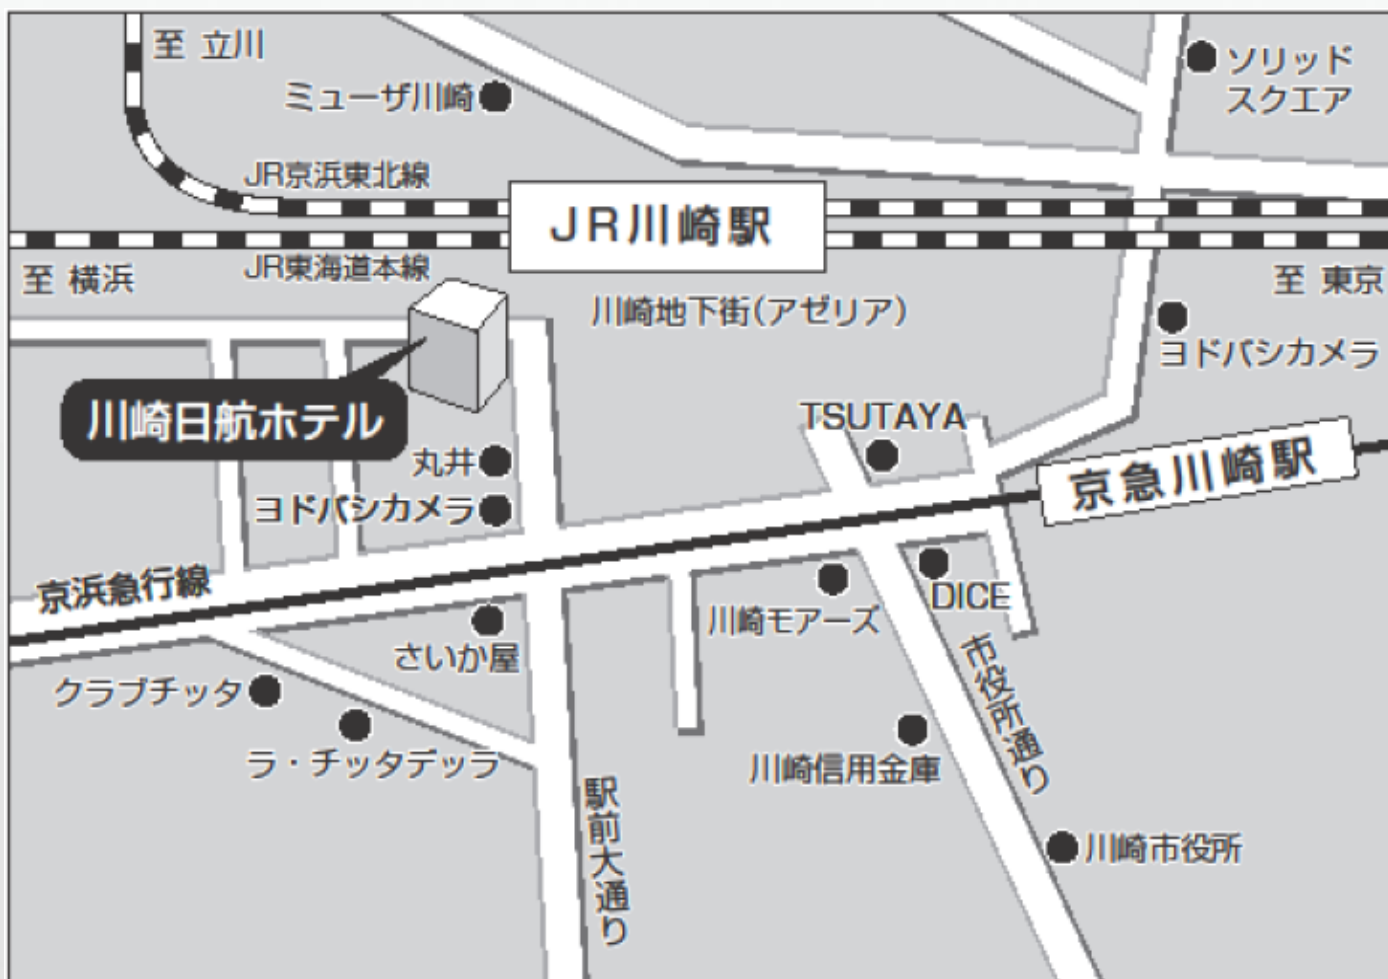 至 立川
ミューザ川崎
ソリッド
スクエア
JR京浜東北線
JR川崎駅
JR東海道本線
至 横浜
至 東京
川崎地下街(アゼリア)
ヨドバシカメラ
川崎日航ホテル
TSUTAYA
丸井
京急川崎駅
ヨドバシカメラ
京浜急行線
DICE
川崎モアーズ
さいか屋
市役所通り
クラブチッタ
ラ・チッタデッラ
川崎信用金庫
駅前大通り
川崎市役所